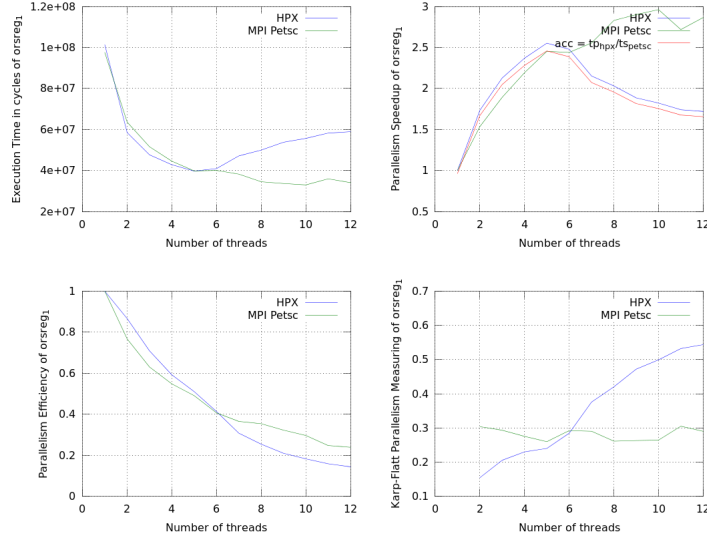 Execution Time in cycles of orsreg1
1.2e+08
1e+08
8e+07
6e+07
4e+07
2e+07
0 2 4 6 8 10 12
Number of threads
HPX
MPI Petsc
Parallelism Speedup of orsreg1
3
2.5
2
1.5
1
0.5
0 2 4 6 8 10 12
Number of threads
HPX
MPI Petsc
acc = tphpx/tspetsc
Parallelism Efficiency of orsreg1
1
0.8
0.6
0.4
0.2
0
0 2 4 6 8 10 12
Number of threads
HPX
MPI Petsc
Karp-Flatt Parallelism Measuring of orsreg1
0.7
0.6
0.5
0.4
0.3
0.2
0.1
0 2 4 6 8 10 12
Number of threads
HPX
MPI Petsc